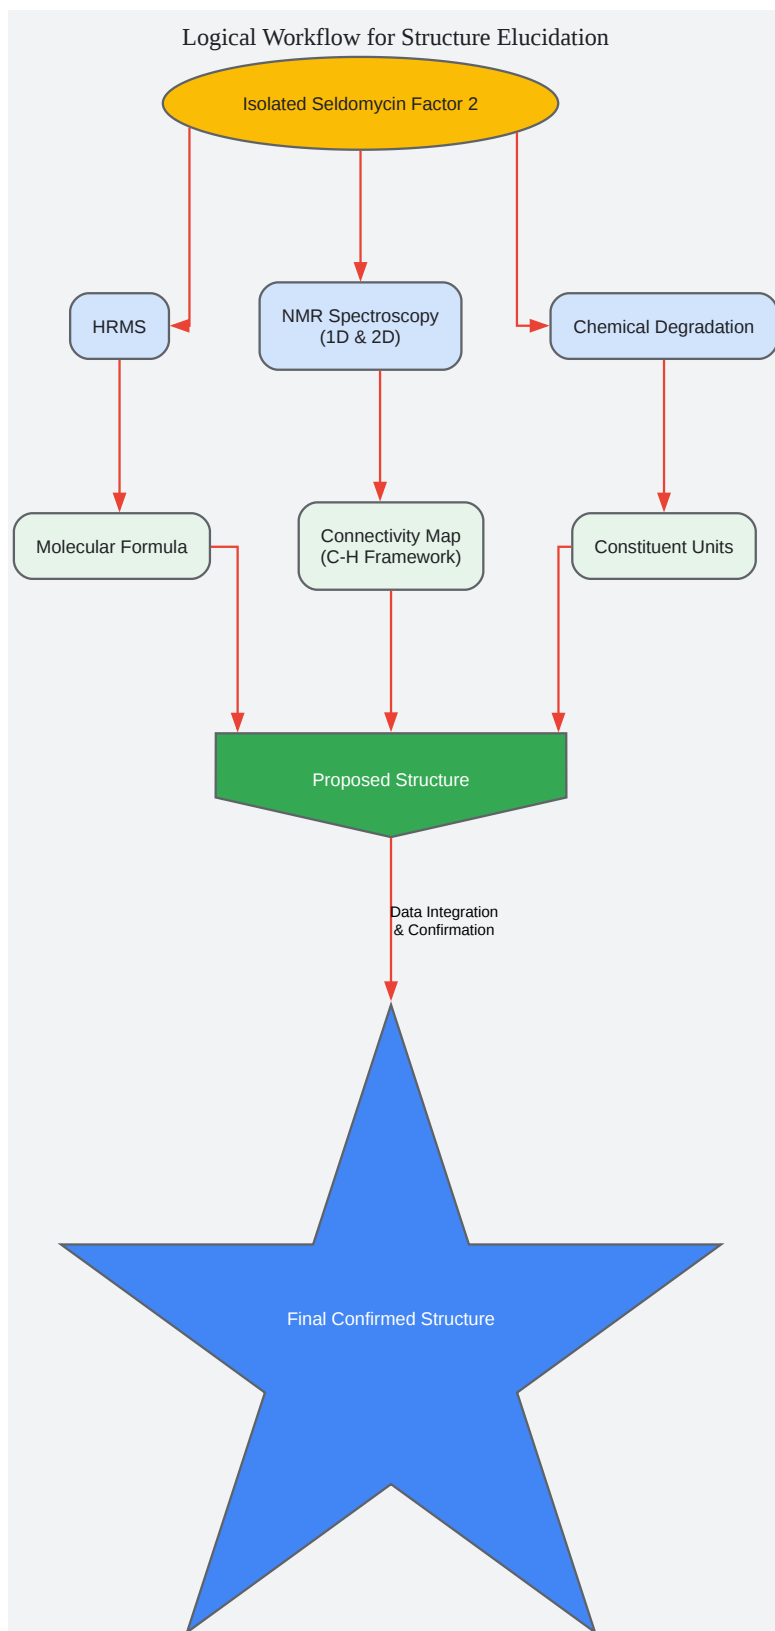 Logical Workflow for Structure Elucidation
Isolated Seldomycin Factor 2
HRMS
NMR Spectroscopy
(1D & 2D)
Chemical Degradation
Molecular Formula
Connectivity Map
(C-H Framework)
Constituent Units
Proposed Structure
Data Integration
& Confirmation
Final Confirmed Structure